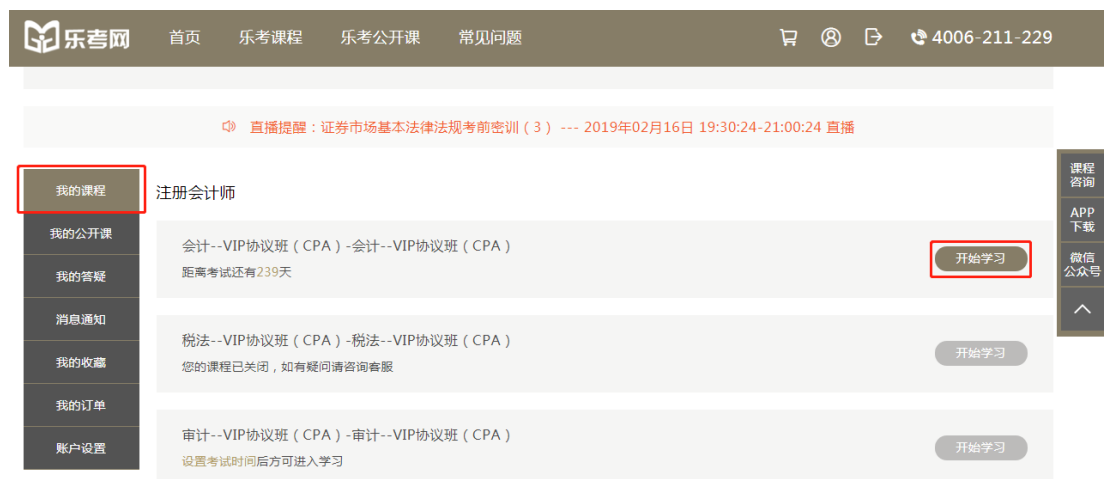 乐考网 首页 乐考课程 乐考公开课 常见问题 4006-211-229
直播提醒：证券市场基本法律法规考前密训（3） --- 2019年02月16日 19:30:24-21:00:24 直播
我的课程
我的公开课
我的答疑
消息通知
我的收藏
我的订单
账户设置
注册会计师
会计--VIP协议班（CPA）-会计--VIP协议班（CPA）
距离考试还有239天
开始学习
税法--VIP协议班（CPA）-税法--VIP协议班（CPA）
您的课程已关闭，如有疑问请咨询客服
开始学习
审计--VIP协议班（CPA）-审计--VIP协议班（CPA）
设置考试时间后方可进入学习
开始学习
课程
咨询
APP
下载
微信
公众号